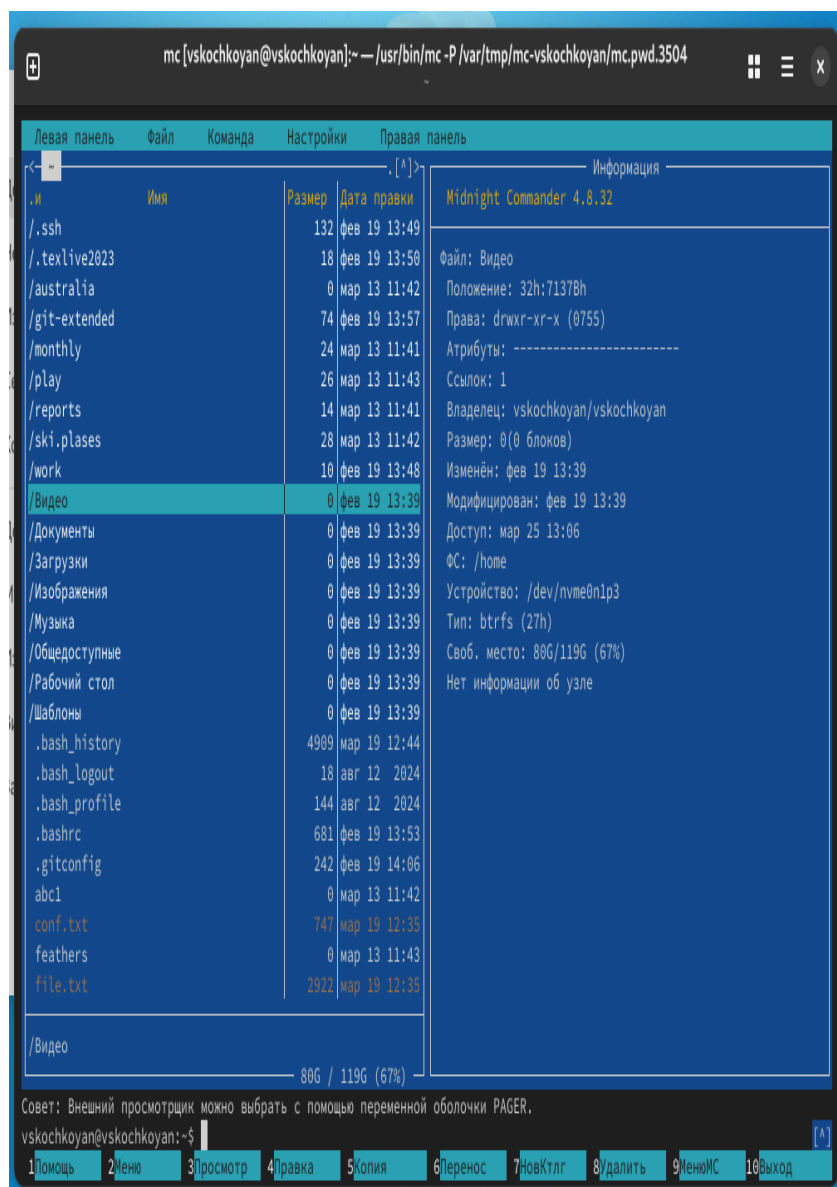 mc [vskochkoyan@vskochkoyan]:~ — /usr/bin/mc -P /var/tmp/mc-vskochkoyan/mc.pwd.3504
~
Левая панель Файл Команда Настройки Правая панель
<- ~ .[^]>
.и Имя Размер Дата правки
/.ssh 132 фев 19 13:49
/.texlive2023 18 фев 19 13:50
/australia 0 мар 13 11:42
/git-extended 74 фев 19 13:57
/monthly 24 мар 13 11:41
/play 26 мар 13 11:43
/reports 14 мар 13 11:41
/ski.plases 28 мар 13 11:42
/work 10 фев 19 13:48
/Видео 0 фев 19 13:39
/Документы 0 фев 19 13:39
/Загрузки 0 фев 19 13:39
/Изображения 0 фев 19 13:39
/Музыка 0 фев 19 13:39
/Общедоступные 0 фев 19 13:39
/Рабочий стол 0 фев 19 13:39
/Шаблоны 0 фев 19 13:39
.bash_history 4909 мар 19 12:44
.bash_logout 18 авг 12 2024
.bash_profile 144 авг 12 2024
.bashrc 681 фев 19 13:53
.gitconfig 242 фев 19 14:06
abc1 0 мар 13 11:42
conf.txt 747 мар 19 12:35
feathers 0 мар 13 11:43
file.txt 2922 мар 19 12:35
/Видео
80G / 119G (67%)
Информация
Midnight Commander 4.8.32
Файл: Видео
Положение: 32h:7137Bh
Права: drwxr-xr-x (0755)
Атрибуты: -------------------------
Ссылок: 1
Владелец: vskochkoyan/vskochkoyan
Размер: 0(0 блоков)
Изменён: фев 19 13:39
Модифицирован: фев 19 13:39
Доступ: мар 25 13:06
ФС: /home
Устройство: /dev/nvme0n1p3
Тип: btrfs (27h)
Своб. место: 80G/119G (67%)
Нет информации об узле
Совет: Внешний просмотрщик можно выбрать с помощью переменной оболочки PAGER.
vskochkoyan@vskochkoyan:~$ [^]
1Помощь 2Меню 3Просмотр 4Правка 5Копия 6Перенос 7НовКтлг 8Удалить 9МенюMC 10Выход